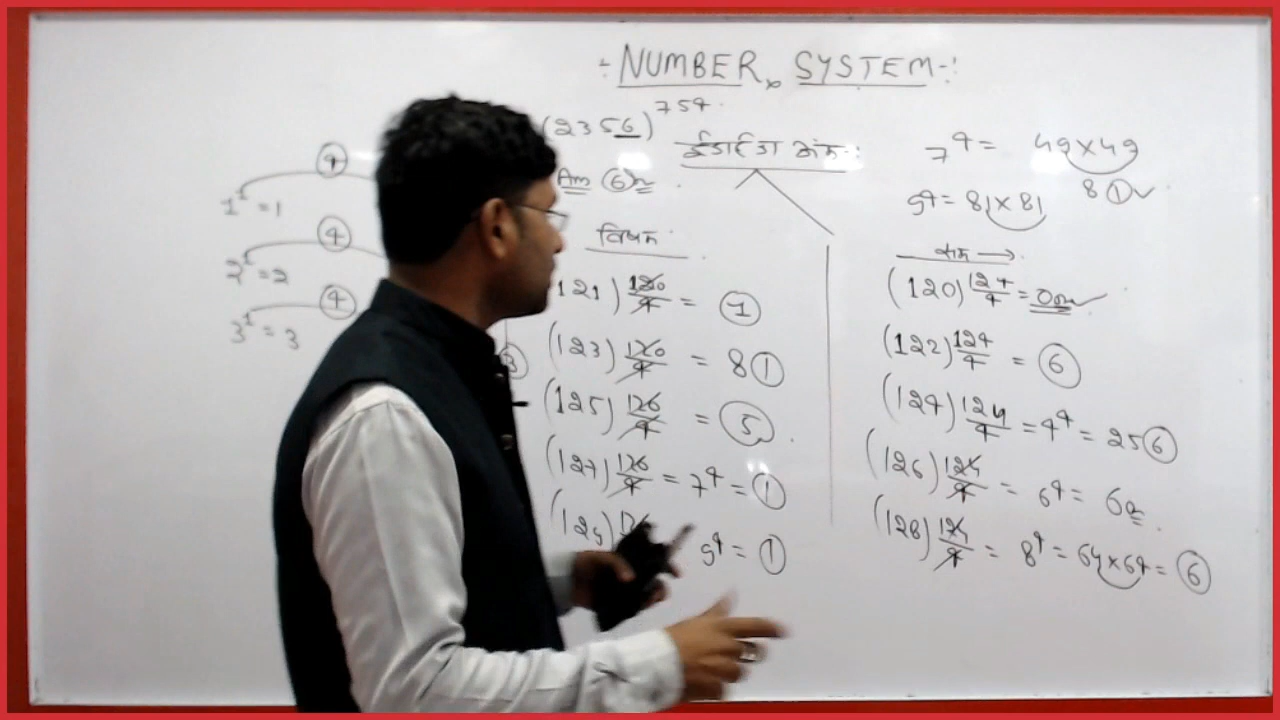 ÷ NUMBER SYSTEM -:
(2356)^754
Ans 6
इकाई का अंक :
7^4 = 49×49
8 1
9^4 = 81×81
1^1 = 1
4
2^1 = 2
4
3^1 = 3
4
3
विषम
121) 120/4 = 1
(123) 120/4 = 81
(125) 126/4 = 5
(127) 126/4 = 7^4 = 1
(129) 9^4 = 1
सम →
(120) 124/4 = 0
(122) 124/4 = 6
(124) 124/4 = 4^4 = 256
(126) 124/4 = 6^4 = 6
(128) 124/4 = 8^4 = 64×64 = 6